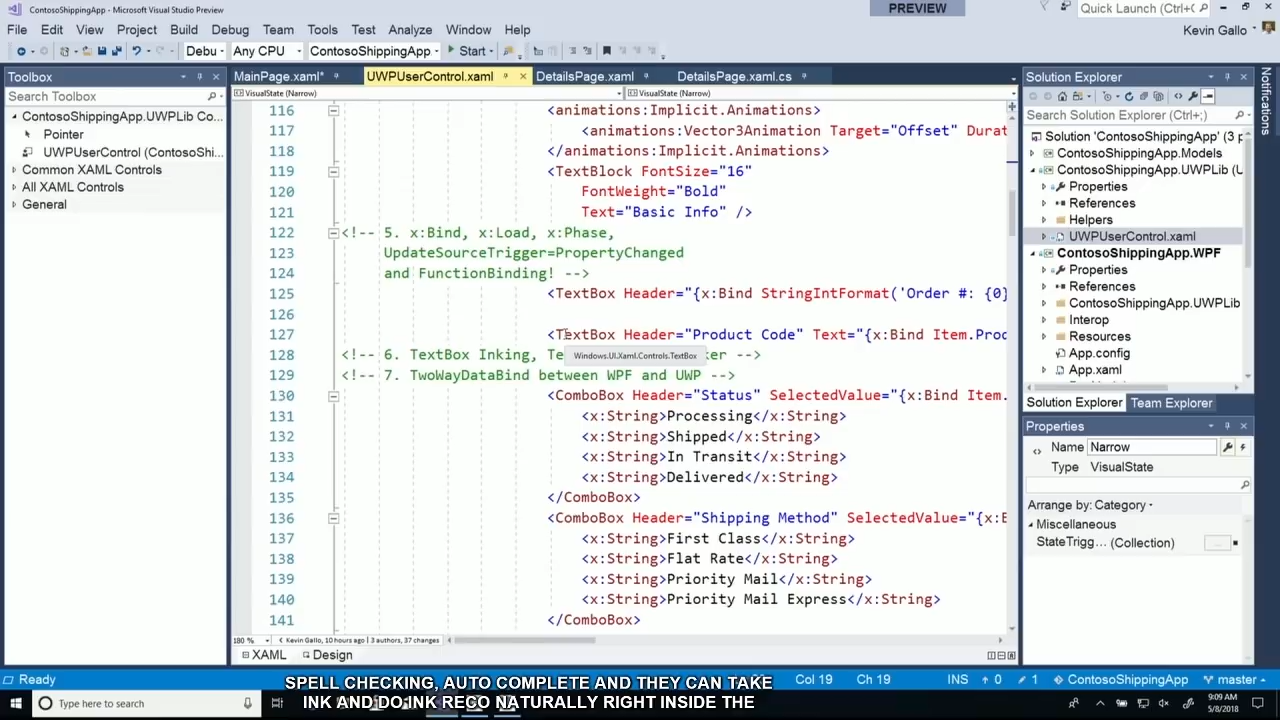 ContosoShippingApp - Microsoft Visual Studio Preview
PREVIEW
Quick Launch (Ctrl+
File Edit View Project Build Debug Team Tools Test Analyze Window Help
Kevin Gallo
Debu Any CPU ContosoShippingApp Start
Toolbox
Search Toolbox
ContosoShippingApp.UWPLib Co...
Pointer
UWPUserControl (ContosoShi...
Common XAML Controls
All XAML Controls
General
MainPage.xaml* UWPUserControl.xaml DetailsPage.xaml DetailsPage.xaml.cs
VisualState (Narrow) VisualState (Narrow)
116 <animations:Implicit.Animations>
117 <animations:Vector3Animation Target="Offset" Durat
118 </animations:Implicit.Animations>
119 <TextBlock FontSize="16"
120 FontWeight="Bold"
121 Text="Basic Info" />
122 <!-- 5. x:Bind, x:Load, x:Phase,
123 UpdateSourceTrigger=PropertyChanged
124 and FunctionBinding! -->
125 <TextBox Header="{x:Bind StringIntFormat('Order #: {0}
126
127 <TextBox Header="Product Code" Text="{x:Bind Item.Prod
Windows.UI.Xaml.Controls.TextBox
128 <!-- 6. TextBox Inking, Te ker -->
129 <!-- 7. TwoWayDataBind between WPF and UWP -->
130 <ComboBox Header="Status" SelectedValue="{x:Bind Item.
131 <x:String>Processing</x:String>
132 <x:String>Shipped</x:String>
133 <x:String>In Transit</x:String>
134 <x:String>Delivered</x:String>
135 </ComboBox>
136 <ComboBox Header="Shipping Method" SelectedValue="{x:B
137 <x:String>First Class</x:String>
138 <x:String>Flat Rate</x:String>
139 <x:String>Priority Mail</x:String>
140 <x:String>Priority Mail Express</x:String>
141 </ComboBox>
180 % Kevin Gallo, 10 hours ago | 3 authors, 37 changes
XAML Design
Solution Explorer
Search Solution Explorer (Ctrl+;)
Solution 'ContosoShippingApp' (3 p
ContosoShippingApp.Models
ContosoShippingApp.UWPLib (U
Properties
References
Helpers
UWPUserControl.xaml
ContosoShippingApp.WPF
Properties
References
ContosoShippingApp.UWPLib
Interop
Resources
App.config
App.xaml
Solution Explorer Team Explorer
Properties
Name Narrow
Type VisualState
Arrange by: Category
Miscellaneous
StateTrigg... (Collection)
Notifications
Ready Col 19 Ch 19 INS 0 1 ContosoShippingApp master
SPELL CHECKING, AUTO COMPLETE AND THEY CAN TAKE
INK AND DO INK RECO NATURALLY RIGHT INSIDE THE
Type here to search
9:09 AM
5/8/2018